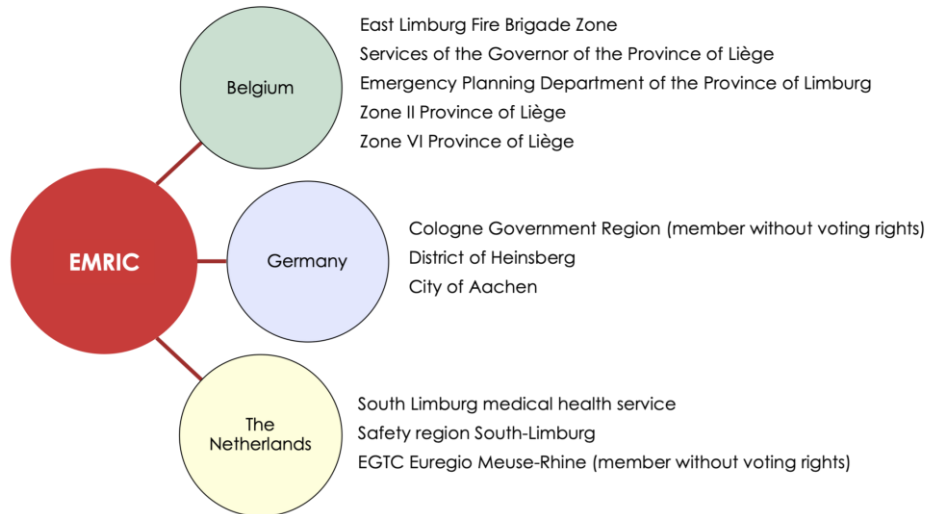 EMRIC
Belgium
East Limburg Fire Brigade Zone
Services of the Governor of the Province of Liège
Emergency Planning Department of the Province of Limburg
Zone II Province of Liège
Zone VI Province of Liège
Germany
Cologne Government Region (member without voting rights)
District of Heinsberg
City of Aachen
The
Netherlands
South Limburg medical health service
Safety region South-Limburg
EGTC Euregio Meuse-Rhine (member without voting rights)